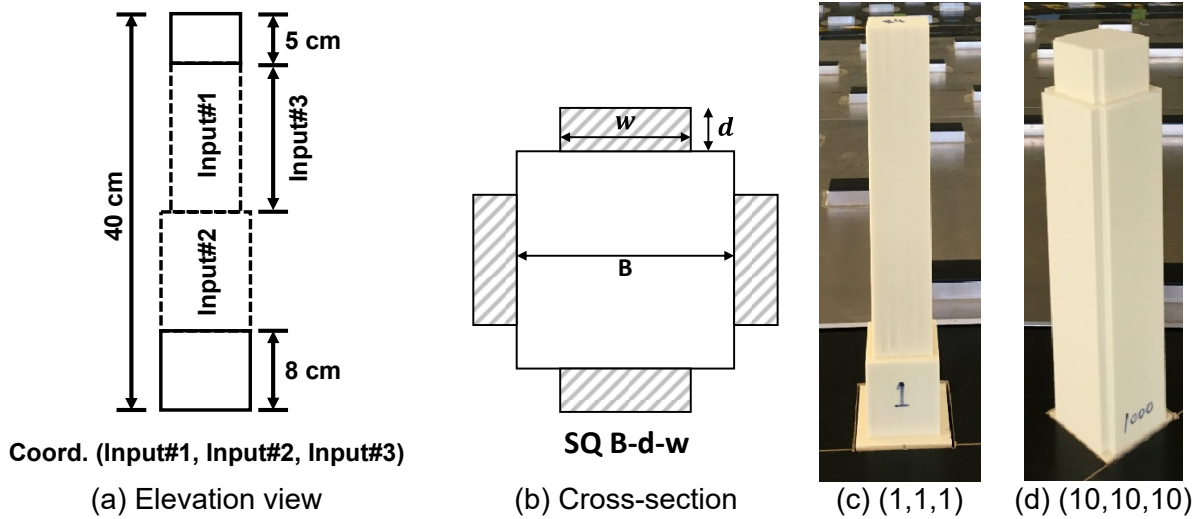 5 cm
40 cm
Input#1
Input#3
Input#2
8 cm
Coord. (Input#1, Input#2, Input#3)
(a) Elevation view
w
d
B
SQ B-d-w
(b) Cross-section
1
(c) (1,1,1)
1000
(d) (10,10,10)